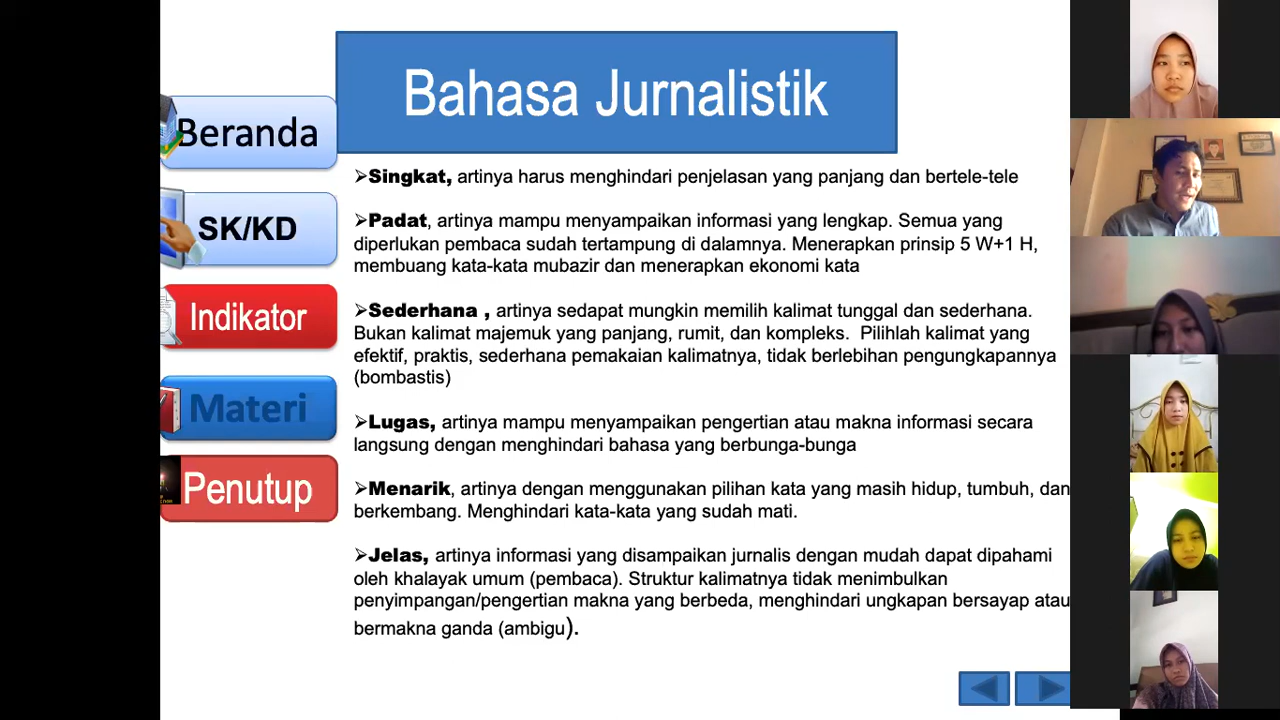 Bahasa Jurnalistik
Beranda
SK/KD
Indikator
Materi
Penutup
➢Singkat, artinya harus menghindari penjelasan yang panjang dan bertele-tele
➢Padat, artinya mampu menyampaikan informasi yang lengkap. Semua yang
diperlukan pembaca sudah tertampung di dalamnya. Menerapkan prinsip 5 W+1 H,
membuang kata-kata mubazir dan menerapkan ekonomi kata
➢Sederhana , artinya sedapat mungkin memilih kalimat tunggal dan sederhana.
Bukan kalimat majemuk yang panjang, rumit, dan kompleks. Pilihlah kalimat yang
efektif, praktis, sederhana pemakaian kalimatnya, tidak berlebihan pengungkapannya
(bombastis)
➢Lugas, artinya mampu menyampaikan pengertian atau makna informasi secara
langsung dengan menghindari bahasa yang berbunga-bunga
➢Menarik, artinya dengan menggunakan pilihan kata yang masih hidup, tumbuh, dan
berkembang. Menghindari kata-kata yang sudah mati.
➢Jelas, artinya informasi yang disampaikan jurnalis dengan mudah dapat dipahami
oleh khalayak umum (pembaca). Struktur kalimatnya tidak menimbulkan
penyimpangan/pengertian makna yang berbeda, menghindari ungkapan bersayap atau
bermakna ganda (ambigu).